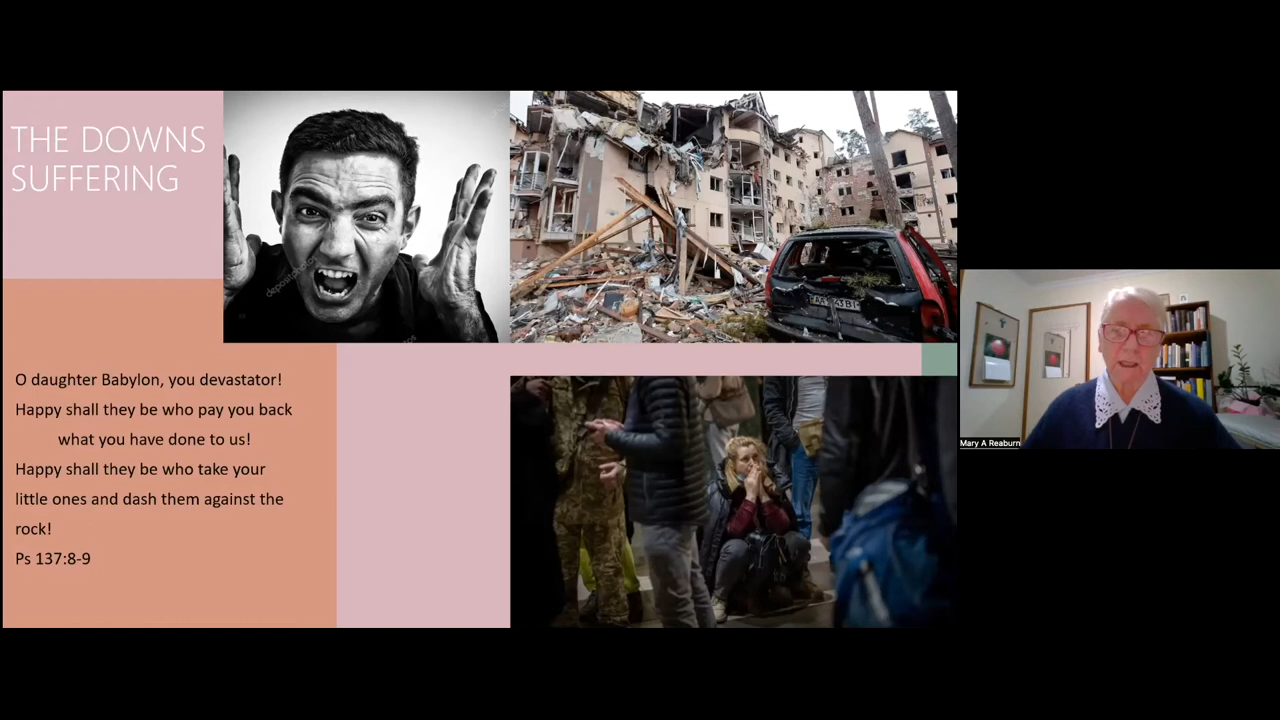 THE DOWNS
SUFFERING
depositphotos
O daughter Babylon, you devastator!
Happy shall they be who pay you back
what you have done to us!
Happy shall they be who take your
little ones and dash them against the
rock!
Ps 137:8-9
Mary A Reaburn